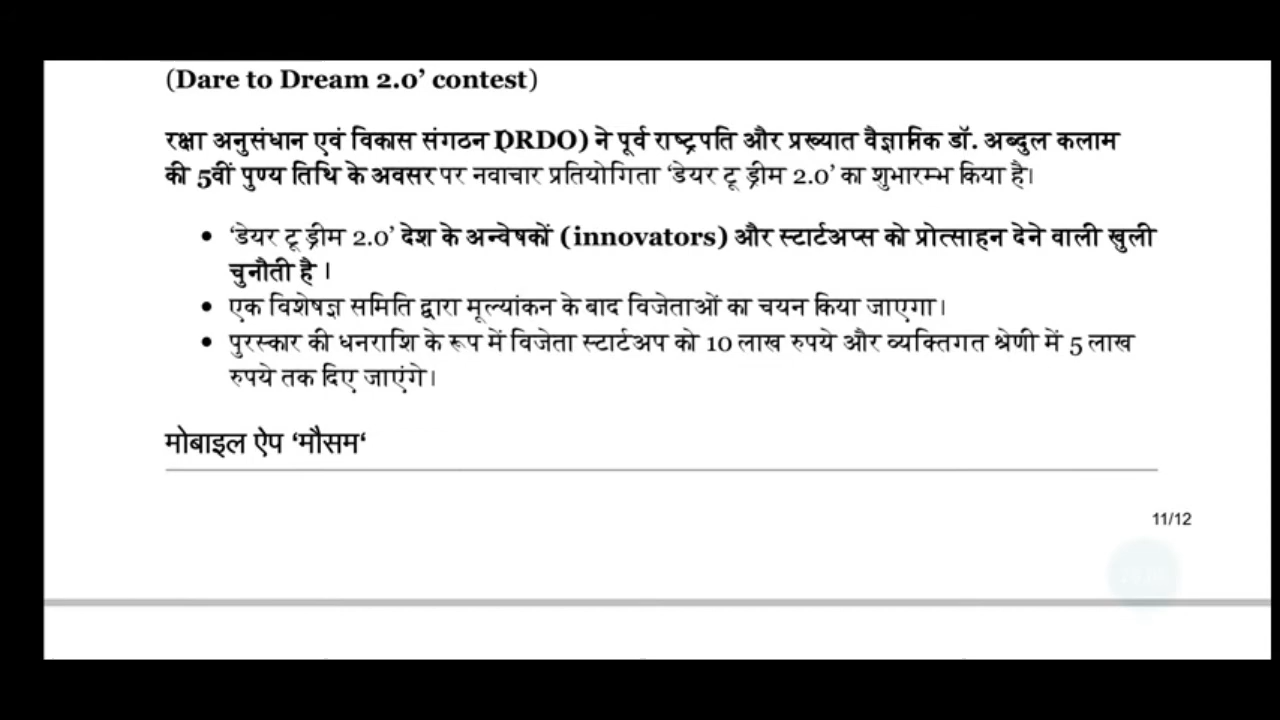 (Dare to Dream 2.0’ contest)
रक्षा अनुसंधान एवं विकास संगठन (DRDO) ने पूर्व राष्ट्रपति और प्रख्यात वैज्ञानिक डॉ. अब्दुल कलाम
की 5वीं पुण्य तिथि के अवसर पर नवाचार प्रतियोगिता ‘डेयर टू ड्रीम 2.0’ का शुभारम्भ किया है।
• ‘डेयर टू ड्रीम 2.0’ देश के अन्वेषकों (innovators) और स्टार्टअप्स को प्रोत्साहन देने वाली खुली
चुनौती है |
• एक विशेषज्ञ समिति द्वारा मूल्यांकन के बाद विजेताओं का चयन किया जाएगा।
• पुरस्कार की धनराशि के रूप में विजेता स्टार्टअप को 10 लाख रुपये और व्यक्तिगत श्रेणी में 5 लाख
रुपये तक दिए जाएंगे।
मोबाइल ऐप ‘मौसम‘
11/12